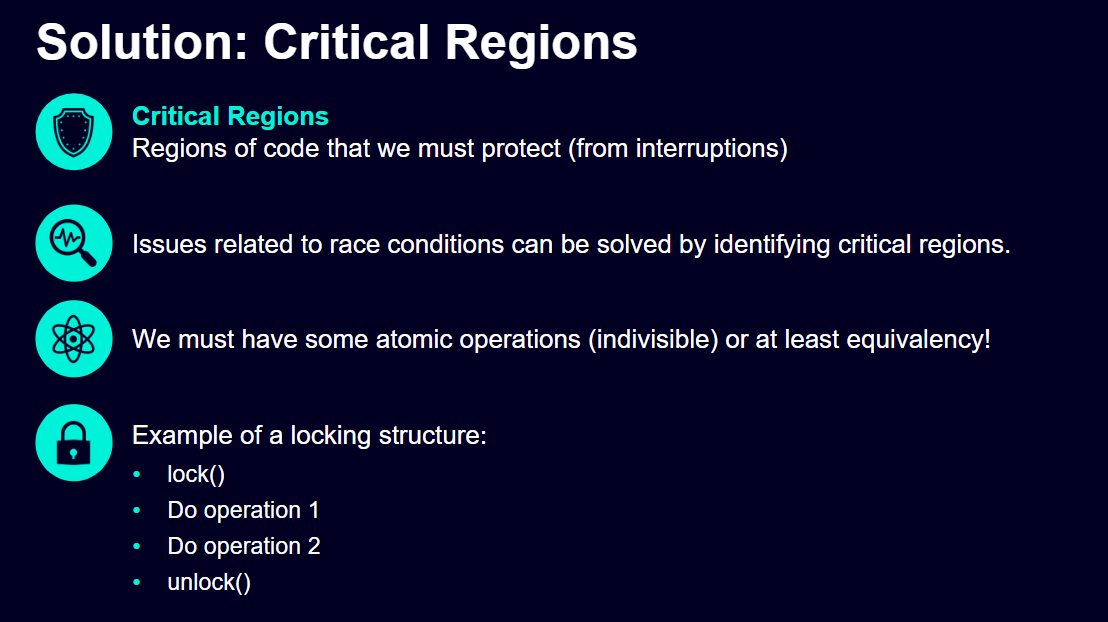 Solution: Critical Regions
Critical Regions
Regions of code that we must protect (from interruptions)
Issues related to race conditions can be solved by identifying critical regions.
We must have some atomic operations (indivisible) or at least equivalency!
Example of a locking structure:
• lock()
• Do operation 1
• Do operation 2
• unlock()